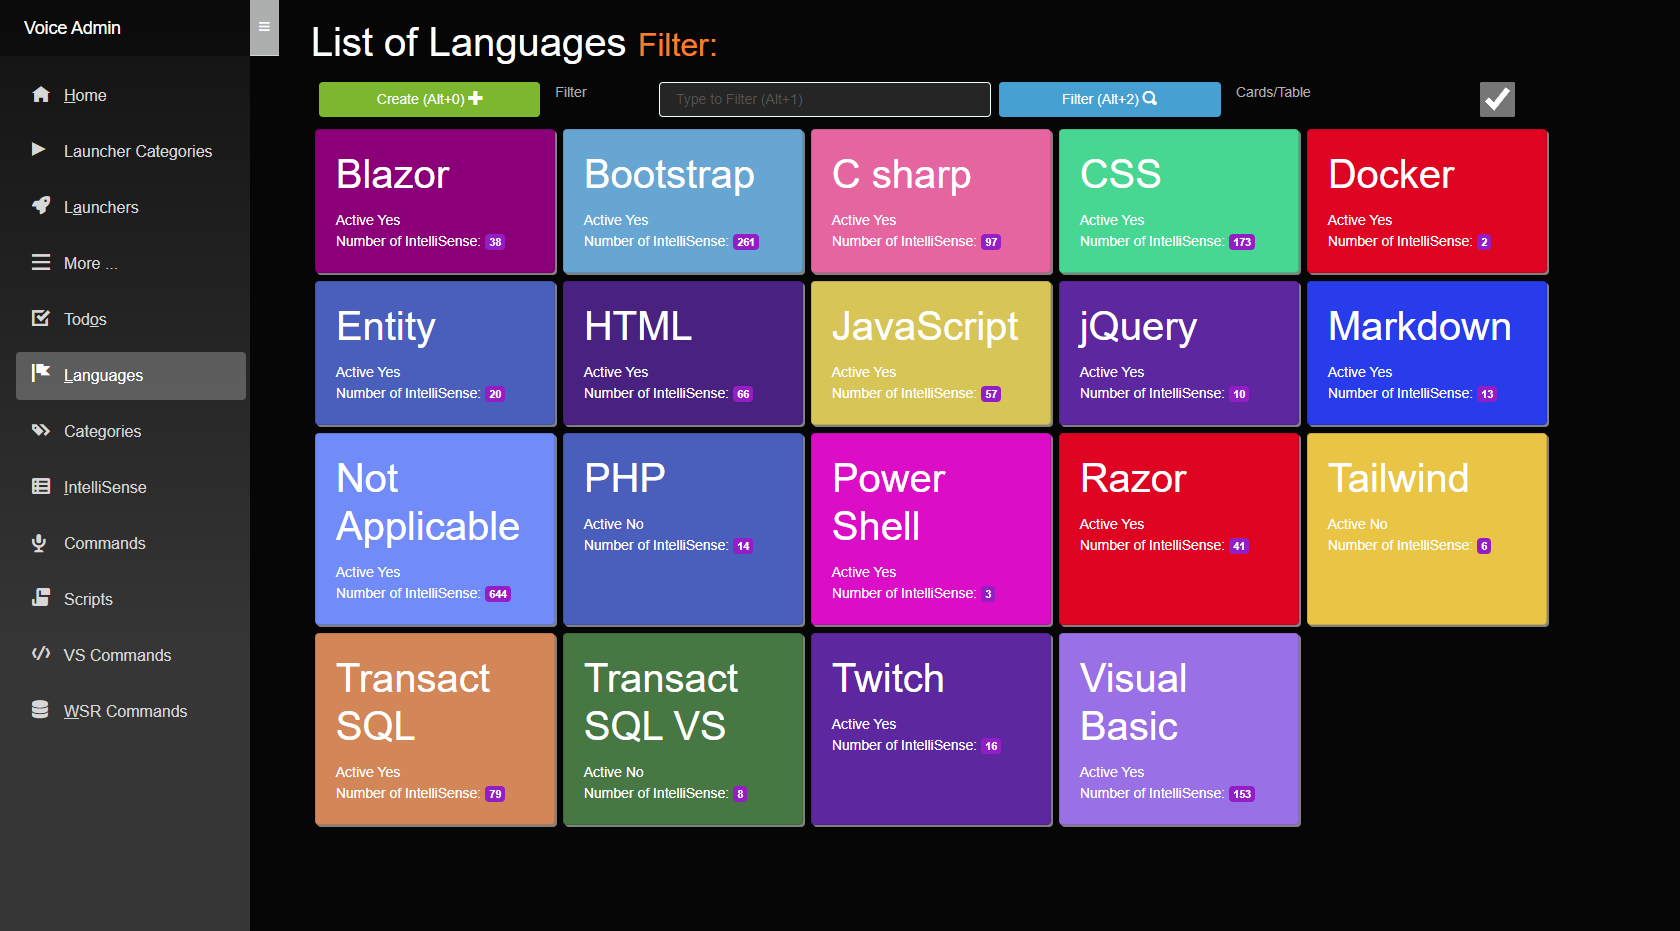 Voice Admin
Home
Launcher Categories
Launchers
More ...
Todos
Languages
Categories
IntelliSense
Commands
Scripts
VS Commands
WSR Commands
List of Languages Filter:
Create (Alt+0)
Filter
Type to Filter (Alt+1)
Filter (Alt+2)
Cards/Table
Blazor
Active Yes
Number of IntelliSense: 38
Bootstrap
Active Yes
Number of IntelliSense: 261
C sharp
Active Yes
Number of IntelliSense: 97
CSS
Active Yes
Number of IntelliSense: 173
Docker
Active Yes
Number of IntelliSense: 2
Entity
Active Yes
Number of IntelliSense: 20
HTML
Active Yes
Number of IntelliSense: 66
JavaScript
Active Yes
Number of IntelliSense: 57
jQuery
Active Yes
Number of IntelliSense: 10
Markdown
Active Yes
Number of IntelliSense: 13
Not
Applicable
Active Yes
Number of IntelliSense: 644
PHP
Active No
Number of IntelliSense: 14
Power
Shell
Active Yes
Number of IntelliSense: 3
Razor
Active Yes
Number of IntelliSense: 41
Tailwind
Active No
Number of IntelliSense: 6
Transact
SQL
Active Yes
Number of IntelliSense: 79
Transact
SQL VS
Active No
Number of IntelliSense: 8
Twitch
Active Yes
Number of IntelliSense: 16
Visual
Basic
Active Yes
Number of IntelliSense: 153